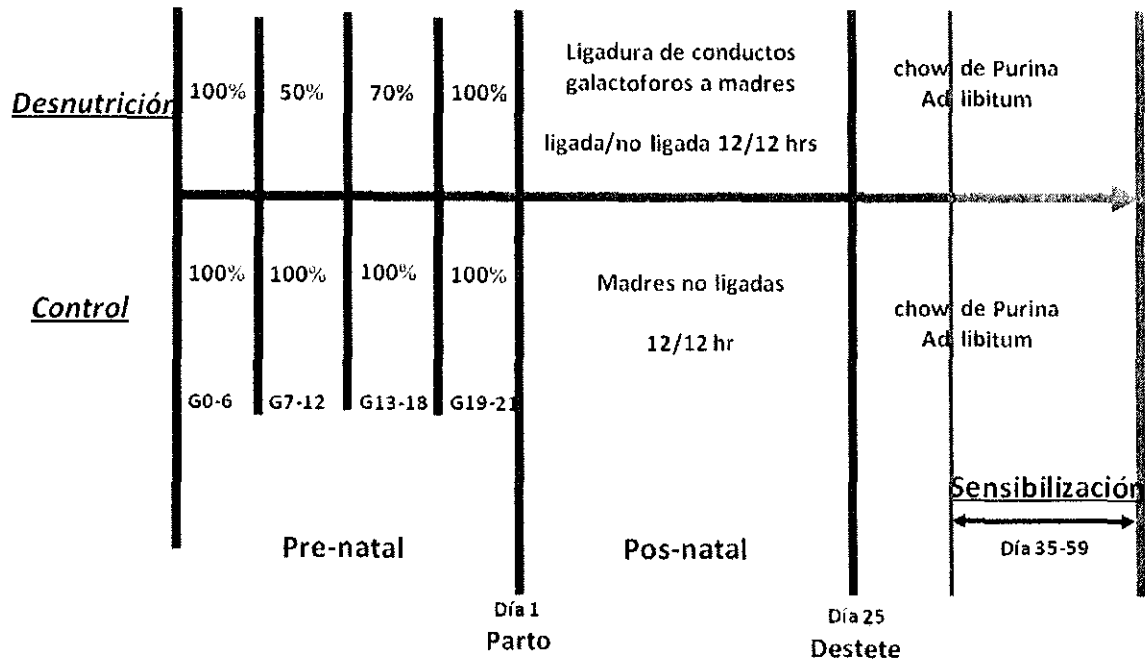 Desnutrición
100%
50%
70%
100%
Ligadura de conductos
galactoforos a madres
ligada/no ligada 12/12 hrs
chow de Purina
Ad libitum
Control
100%
100%
100%
100%
Madres no ligadas
12/12 hr
chow de Purina
Ad libitum
G0-6
G7-12
G13-18
G19-21
Sensibilización
Día 35-59
Pre-natal
Pos-natal
Día 1
Parto
Día 25
Destete